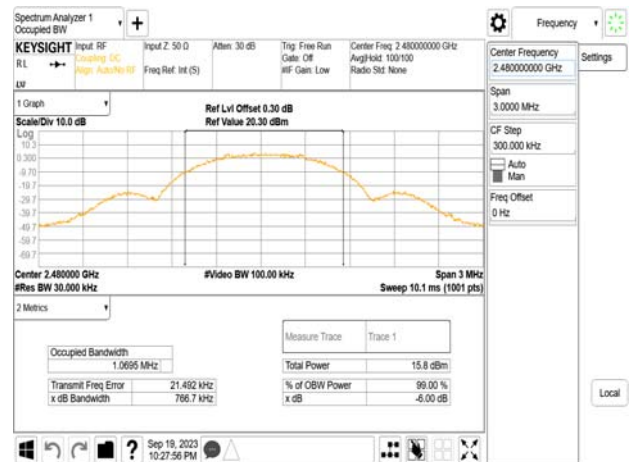 Spectrum Analyzer 1
Occupied BW
Frequency
KEYSIGHT
RL
Input: RF
Coupling: DC
Align: Auto/No RF
Input Z: 50 Ω
Freq Ref: Int (S)
Atten: 30 dB
Trig: Free Run
Gate: Off
#IF Gain: Low
Center Freq: 2.480000000 GHz
Avg|Hold: 100/100
Radio Std: None
1 Graph
Scale/Div 10.0 dB
Ref Lvl Offset 0.30 dB
Ref Value 20.30 dBm
Log
10.3
0.300
-9.70
-19.7
-29.7
-39.7
-49.7
-59.7
-69.7
Center 2.480000 GHz
#Res BW 30.000 kHz
#Video BW 100.00 kHz
Span 3 MHz
Sweep 10.1 ms (1001 pts)
2 Metrics
Measure Trace
Trace 1
Occupied Bandwidth
1.0695 MHz
Total Power
15.8 dBm
Transmit Freq Error
21.492 kHz
% of OBW Power
99.00 %
x dB Bandwidth
766.7 kHz
x dB
-6.00 dB
Center Frequency
2.480000000 GHz
Settings
Span
3.0000 MHz
CF Step
300.000 kHz
Auto
Man
Freq Offset
0 Hz
Local
?
Sep 19, 2023
10:27:56 PM